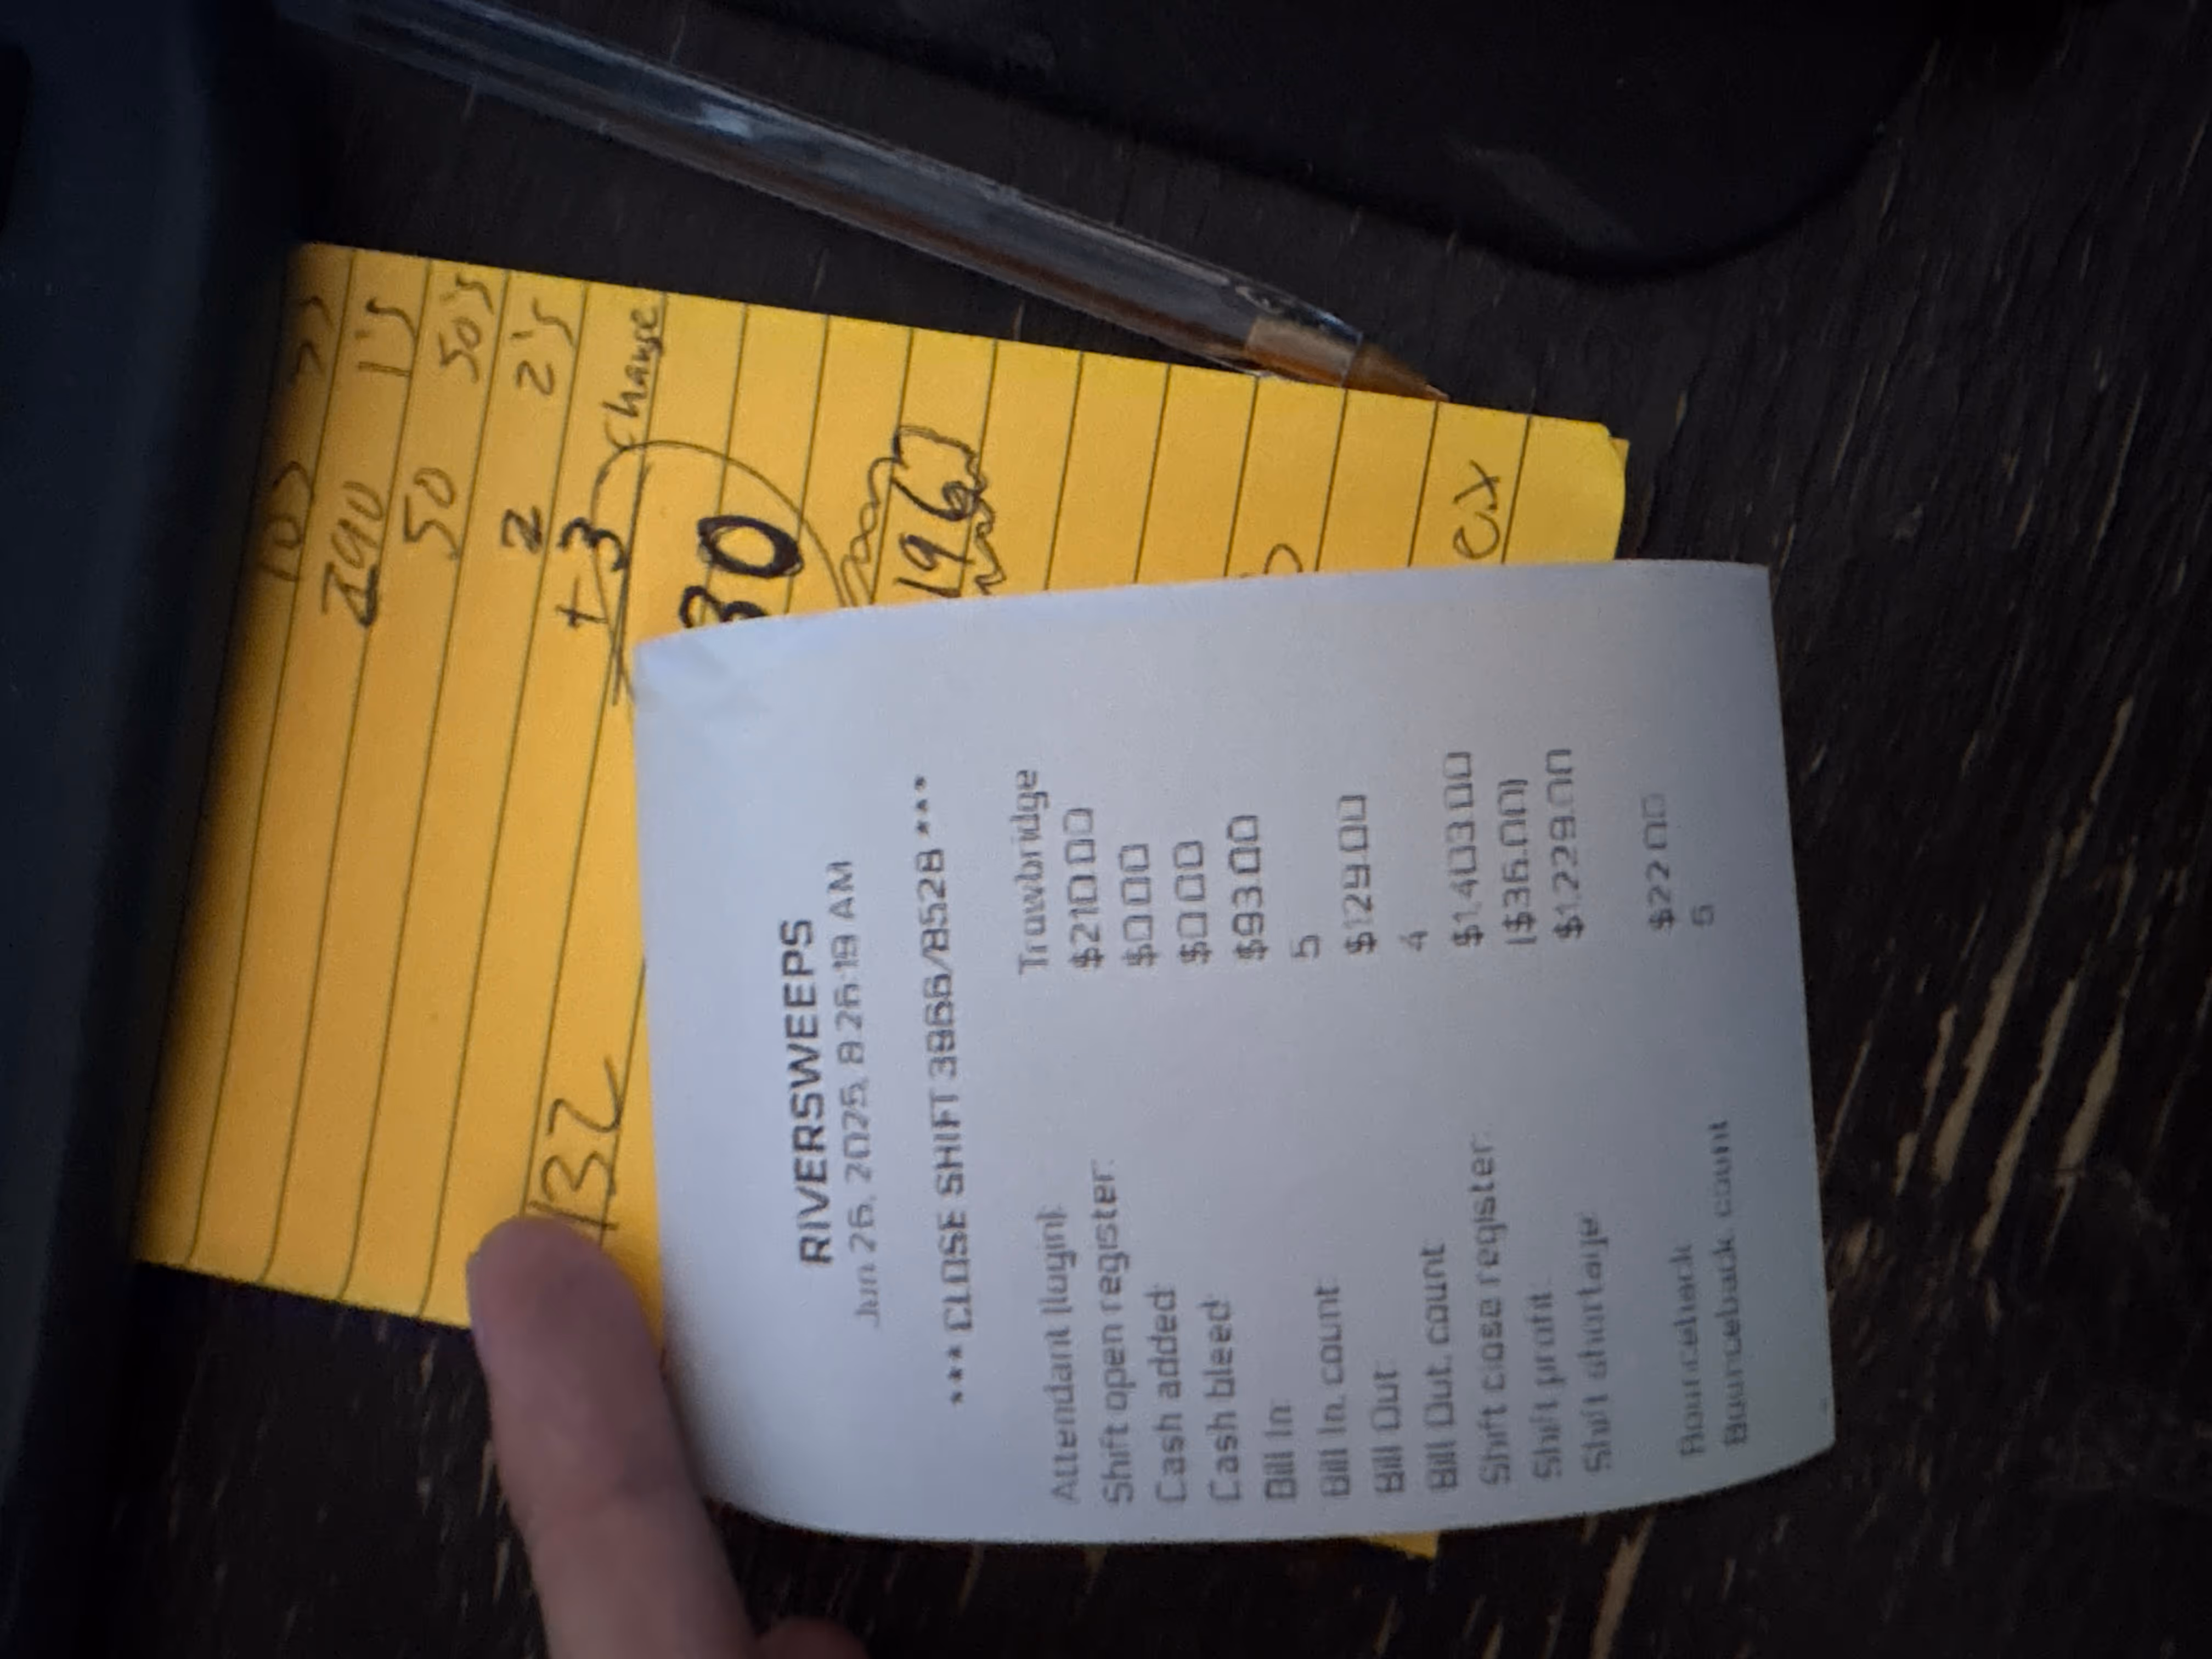 1's
50 50's
2 2's
+3 change
30
196
ex
132
RIVERSWEEPS
Jun 26, 2025, 8:26:19 AM
*** CLOSE SHIFT 3966/8528 ***
Attendant (login): Trowbridge
Shift open register: $210.00
Cash added: $0.00
Cash bleed: $0.00
Bill In: $93.00
Bill In, count: 5
Bill Out: $129.00
Bill Out, count: 4
Shift close register: $1,403.00
Shift profit: ($36.00)
Shift shortage: $1,229.00
Bounceback $22.00
Bounceback, count 5